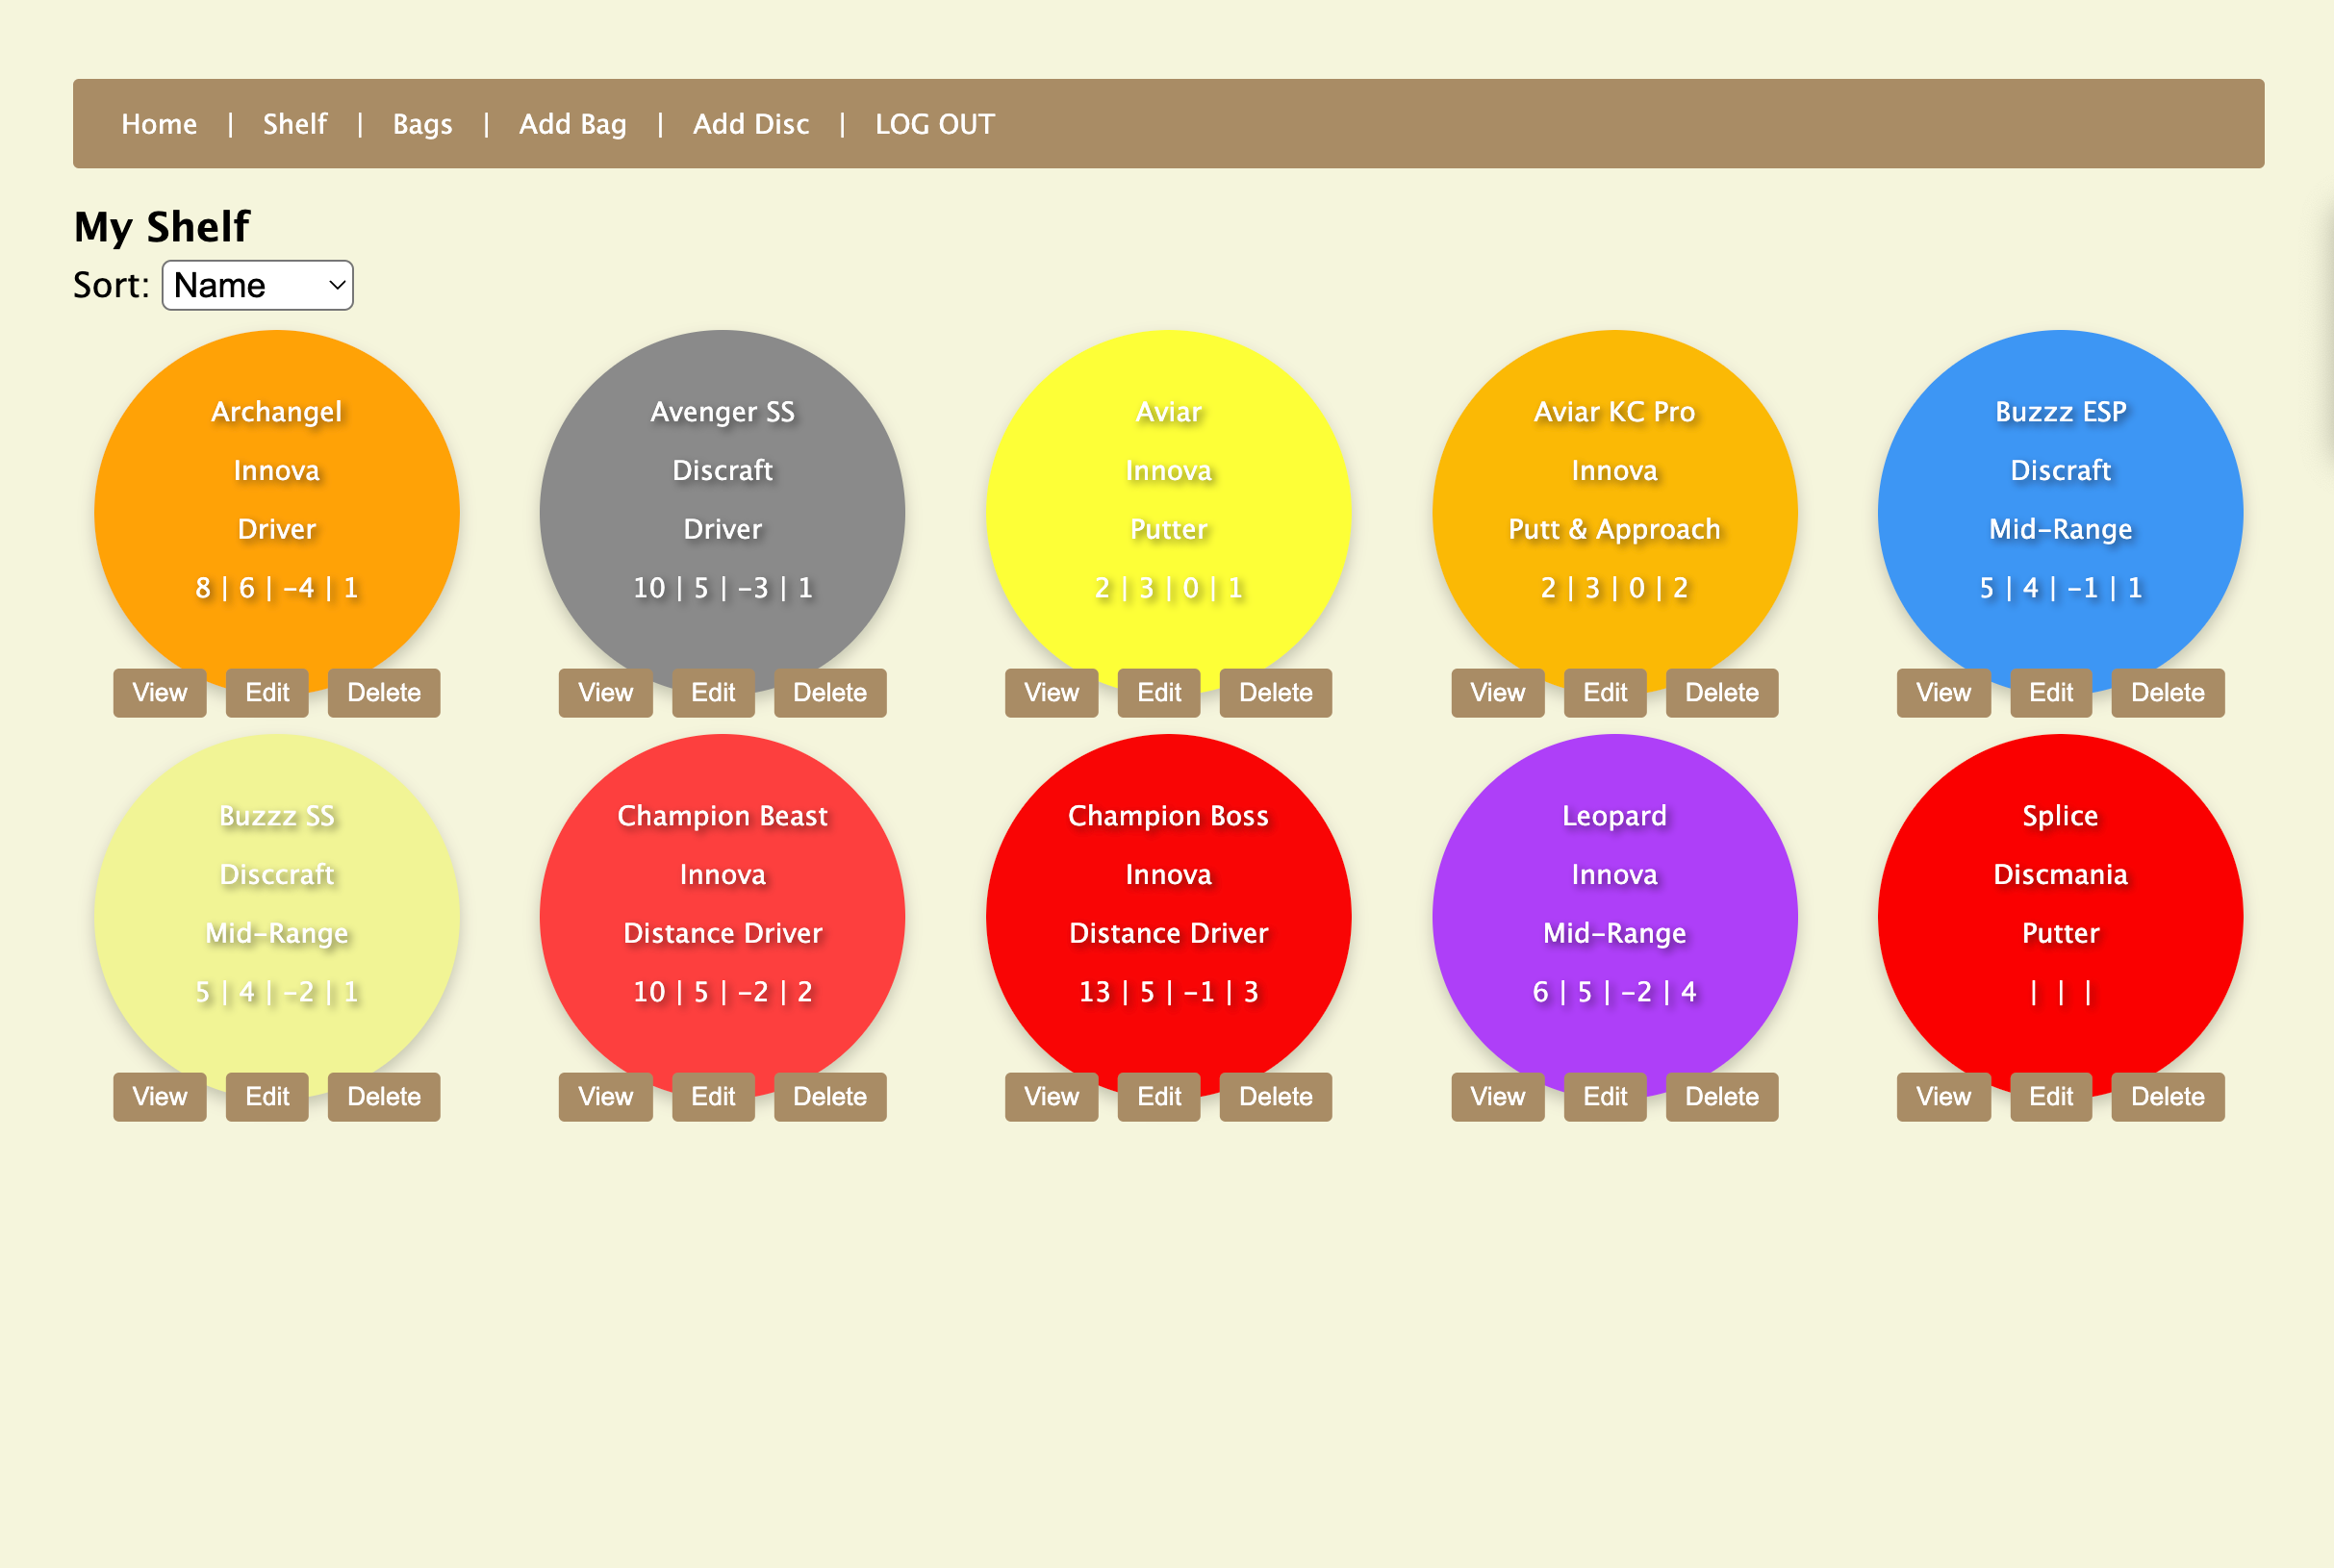 Home | Shelf | Bags | Add Bag | Add Disc | LOG OUT
My Shelf
Sort: Name
Archangel
Innova
Driver
8 | 6 | -4 | 1
View Edit Delete
Avenger SS
Discraft
Driver
10 | 5 | -3 | 1
View Edit Delete
Aviar
Innova
Putter
2 | 3 | 0 | 1
View Edit Delete
Aviar KC Pro
Innova
Putt & Approach
2 | 3 | 0 | 2
View Edit Delete
Buzzz ESP
Discraft
Mid-Range
5 | 4 | -1 | 1
View Edit Delete
Buzzz SS
Disccraft
Mid-Range
5 | 4 | -2 | 1
View Edit Delete
Champion Beast
Innova
Distance Driver
10 | 5 | -2 | 2
View Edit Delete
Champion Boss
Innova
Distance Driver
13 | 5 | -1 | 3
View Edit Delete
Leopard
Innova
Mid-Range
6 | 5 | -2 | 4
View Edit Delete
Splice
Discmania
Putter
| | |
View Edit Delete